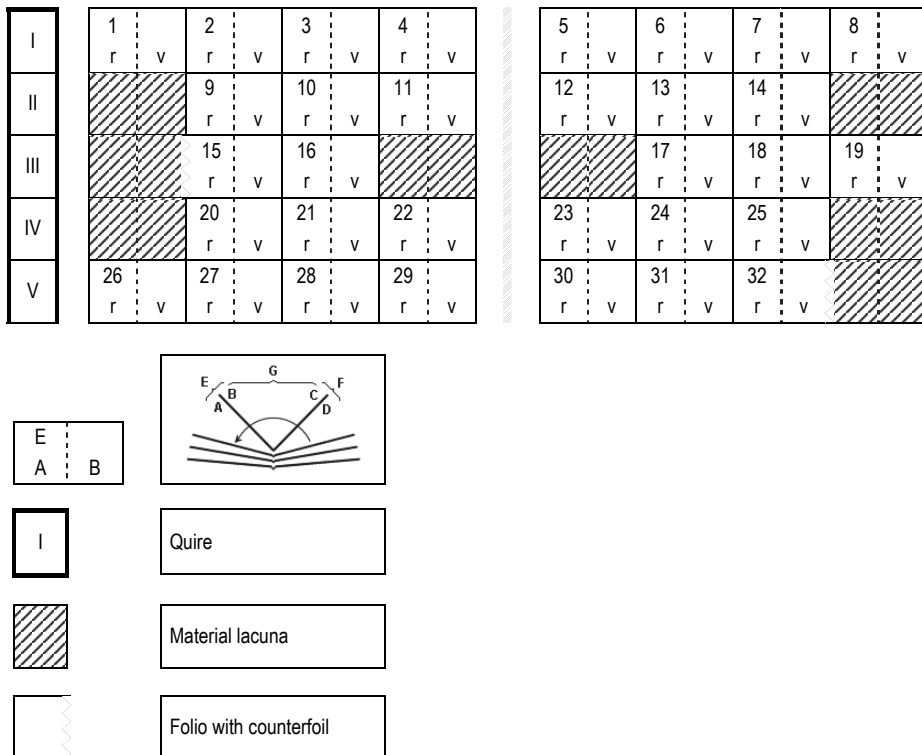 I 1 2 3 4 5 6 7 8
r v r v r v r v r v r v r v r v
II 9 10 11 12 13 14
r v r v r v r v r v r v
III 15 16 17 18 19
r v r v r v r v r v
IV 20 21 22 23 24 25
r v r v r v r v r v r v
V 26 27 28 29 30 31 32
r v r v r v r v r v r v r v
G
E B C F
A D
E
A B
I Quire
Material lacuna
Folio with counterfoil